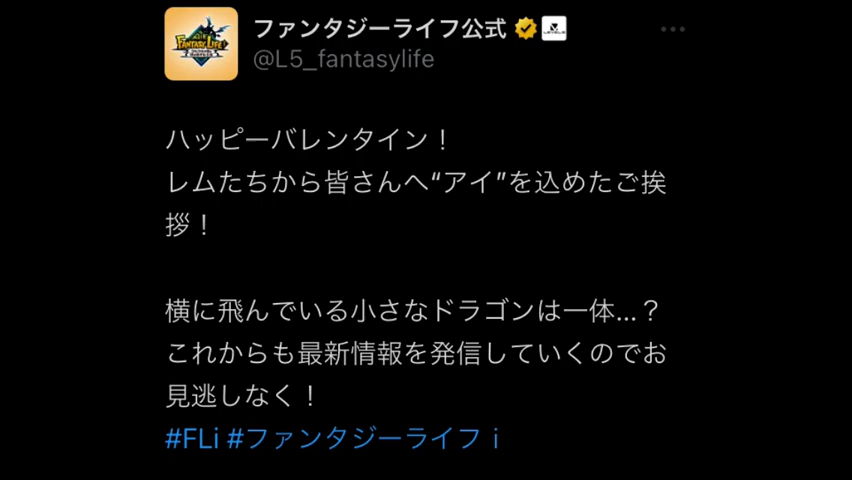 ファンタジーライフ公式
@L5_fantasylife
ハッピーバレンタイン！
レムたちから皆さんへ“アイ”を込めたご挨
拶！
横に飛んでいる小さなドラゴンは一体…？
これからも最新情報を発信していくのでお
見逃しなく！
#FLi #ファンタジーライフｉ